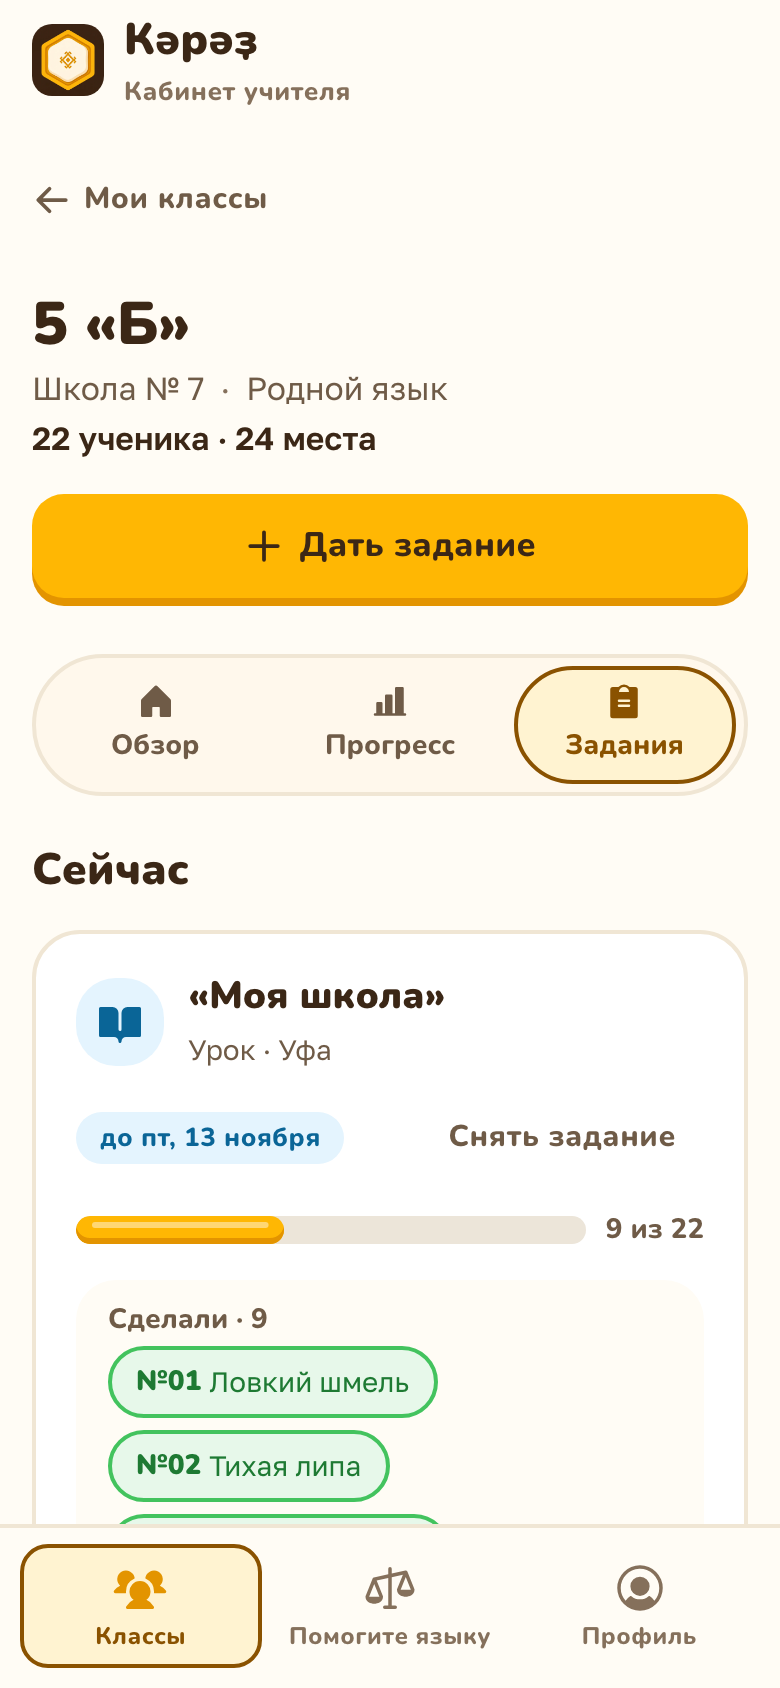 Кәрәҙ
Кабинет учителя
Мои классы
5 «Б»
Школа № 7 · Родной язык
22 ученика · 24 места
Дать задание
Обзор
Прогресс
Задания
Сейчас
«Моя школа»
Урок · Уфа
до пт, 13 ноября
Снять задание
9 из 22
Сделали · 9
№01 Ловкий шмель
№02 Тихая липа
Классы
Помогите языку
Профиль